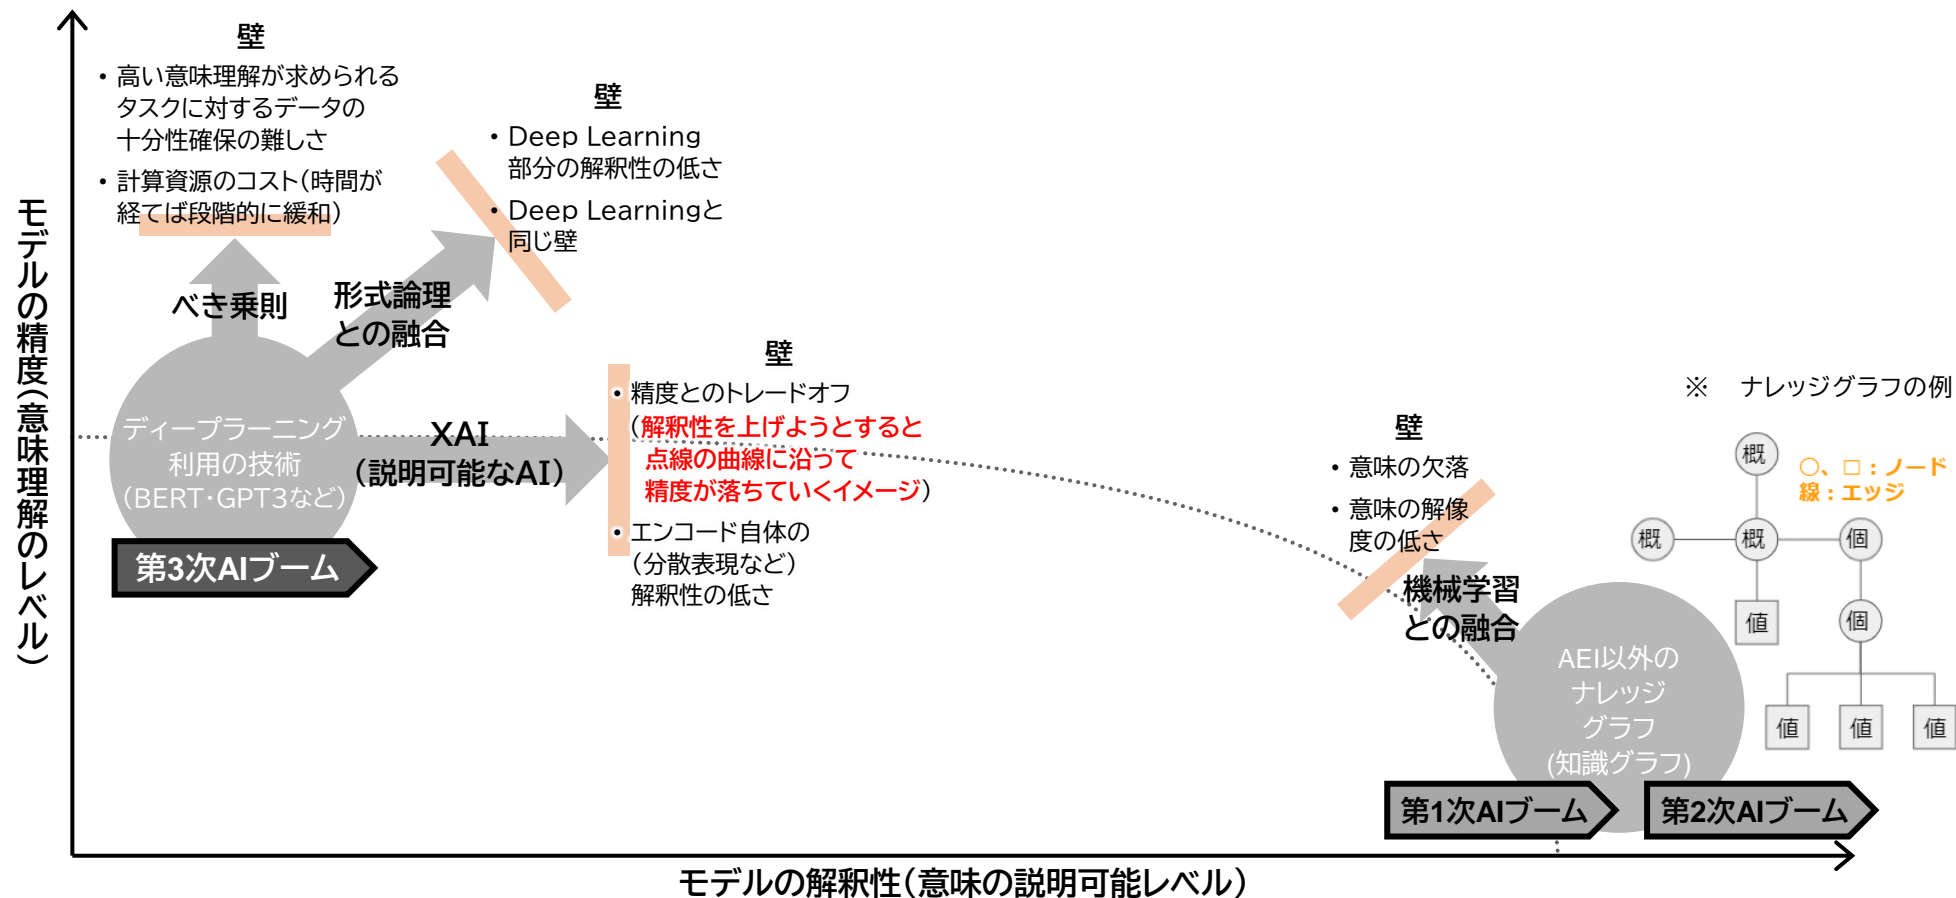 モデルの精度(意味理解のレベル)
壁
・高い意味理解が求められる
タスクに対するデータの
十分性確保の難しさ
・計算資源のコスト(時間が
経てば段階的に緩和)
べき乗則
壁
・Deep Learning
部分の解釈性の低さ
・Deep Learningと
同じ壁
形式論理
との融合
ディープラーニング
利用の技術
(BERT・GPT3など)
第3次AIブーム
XAI
(説明可能なAI)
壁
・精度とのトレードオフ
(解釈性を上げようとすると
点線の曲線に沿って
精度が落ちていくイメージ)
・エンコード自体の
(分散表現など)
解釈性の低さ
壁
・意味の欠落
・意味の解像
度の低さ
機械学習
との融合
AEI以外の
ナレッジ
グラフ
(知識グラフ)
第1次AIブーム
第2次AIブーム
※ ナレッジグラフの例
○、□:ノード
線:エッジ
概
概 概 個
値 個
値 値 値
モデルの解釈性(意味の説明可能レベル)